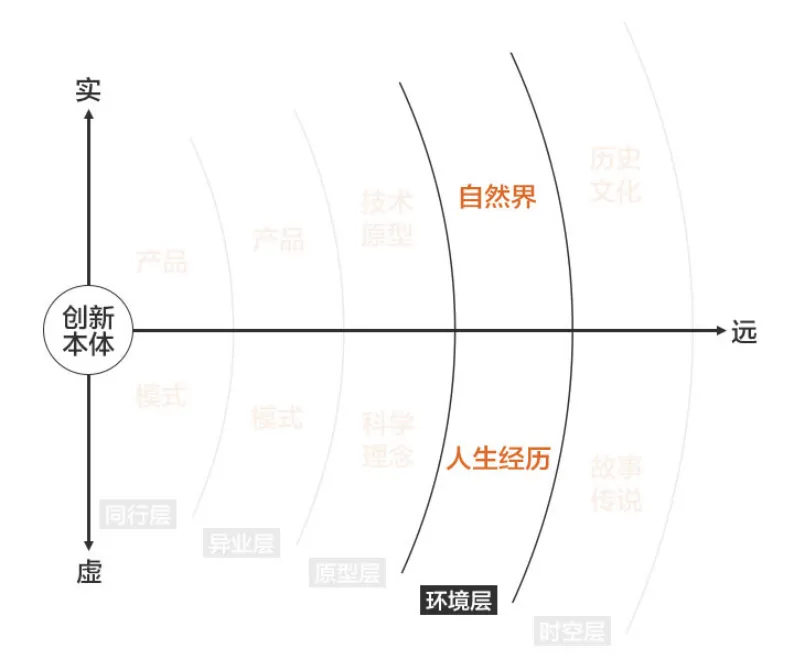 实
历史
文化
自然界
技术
原型
产品
产品
创新
本体
远
模式
模式
科学
理念
人生经历
故事
传说
同行层
异业层
原型层
环境层
时空层
虚